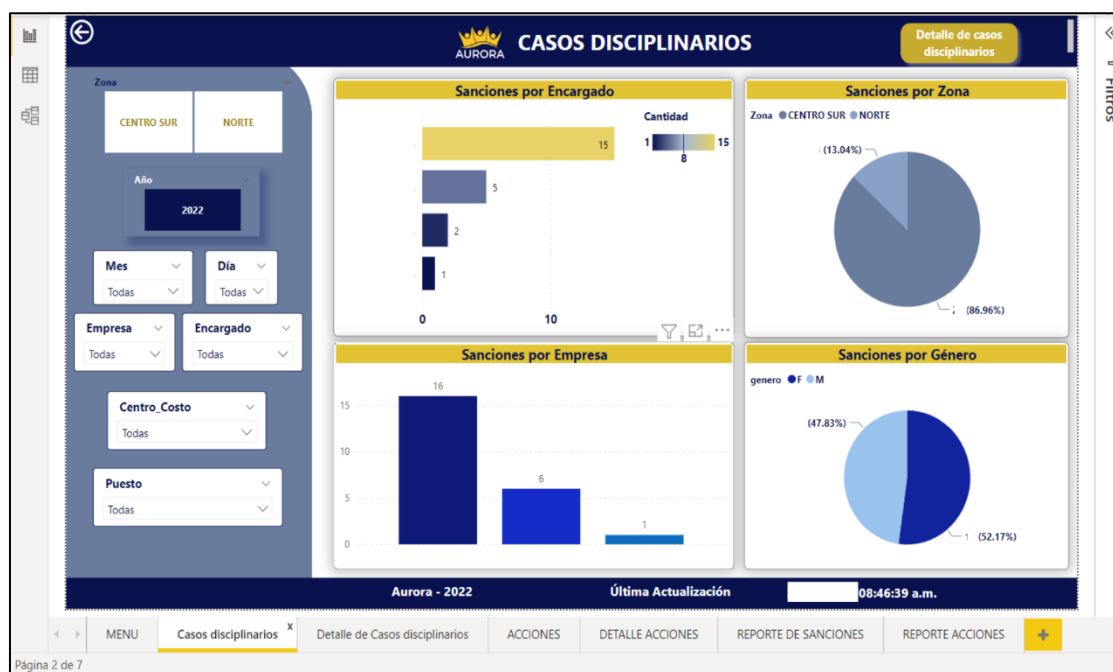 AURORA
CASOS DISCIPLINARIOS
Detalle de casos
disciplinarios
Filtros
Zona
CENTRO SUR
NORTE
Año
2022
Mes
Todas
Día
Todas
Empresa
Todas
Encargado
Todas
Centro_Costo
Todas
Puesto
Todas
Sanciones por Encargado
Cantidad
1
8
15
15
5
2
1
0
10
Sanciones por Zona
Zona CENTRO SUR NORTE
(13.04%)
(86.96%)
Sanciones por Empresa
15
10
5
0
16
6
1
Sanciones por Género
genero F M
(47.83%)
1 (52.17%)
Aurora - 2022
Última Actualización
08:46:39 a.m.
MENU
Casos disciplinarios X
Detalle de Casos disciplinarios
ACCIONES
DETALLE ACCIONES
REPORTE DE SANCIONES
REPORTE ACCIONES
+
Página 2 de 7